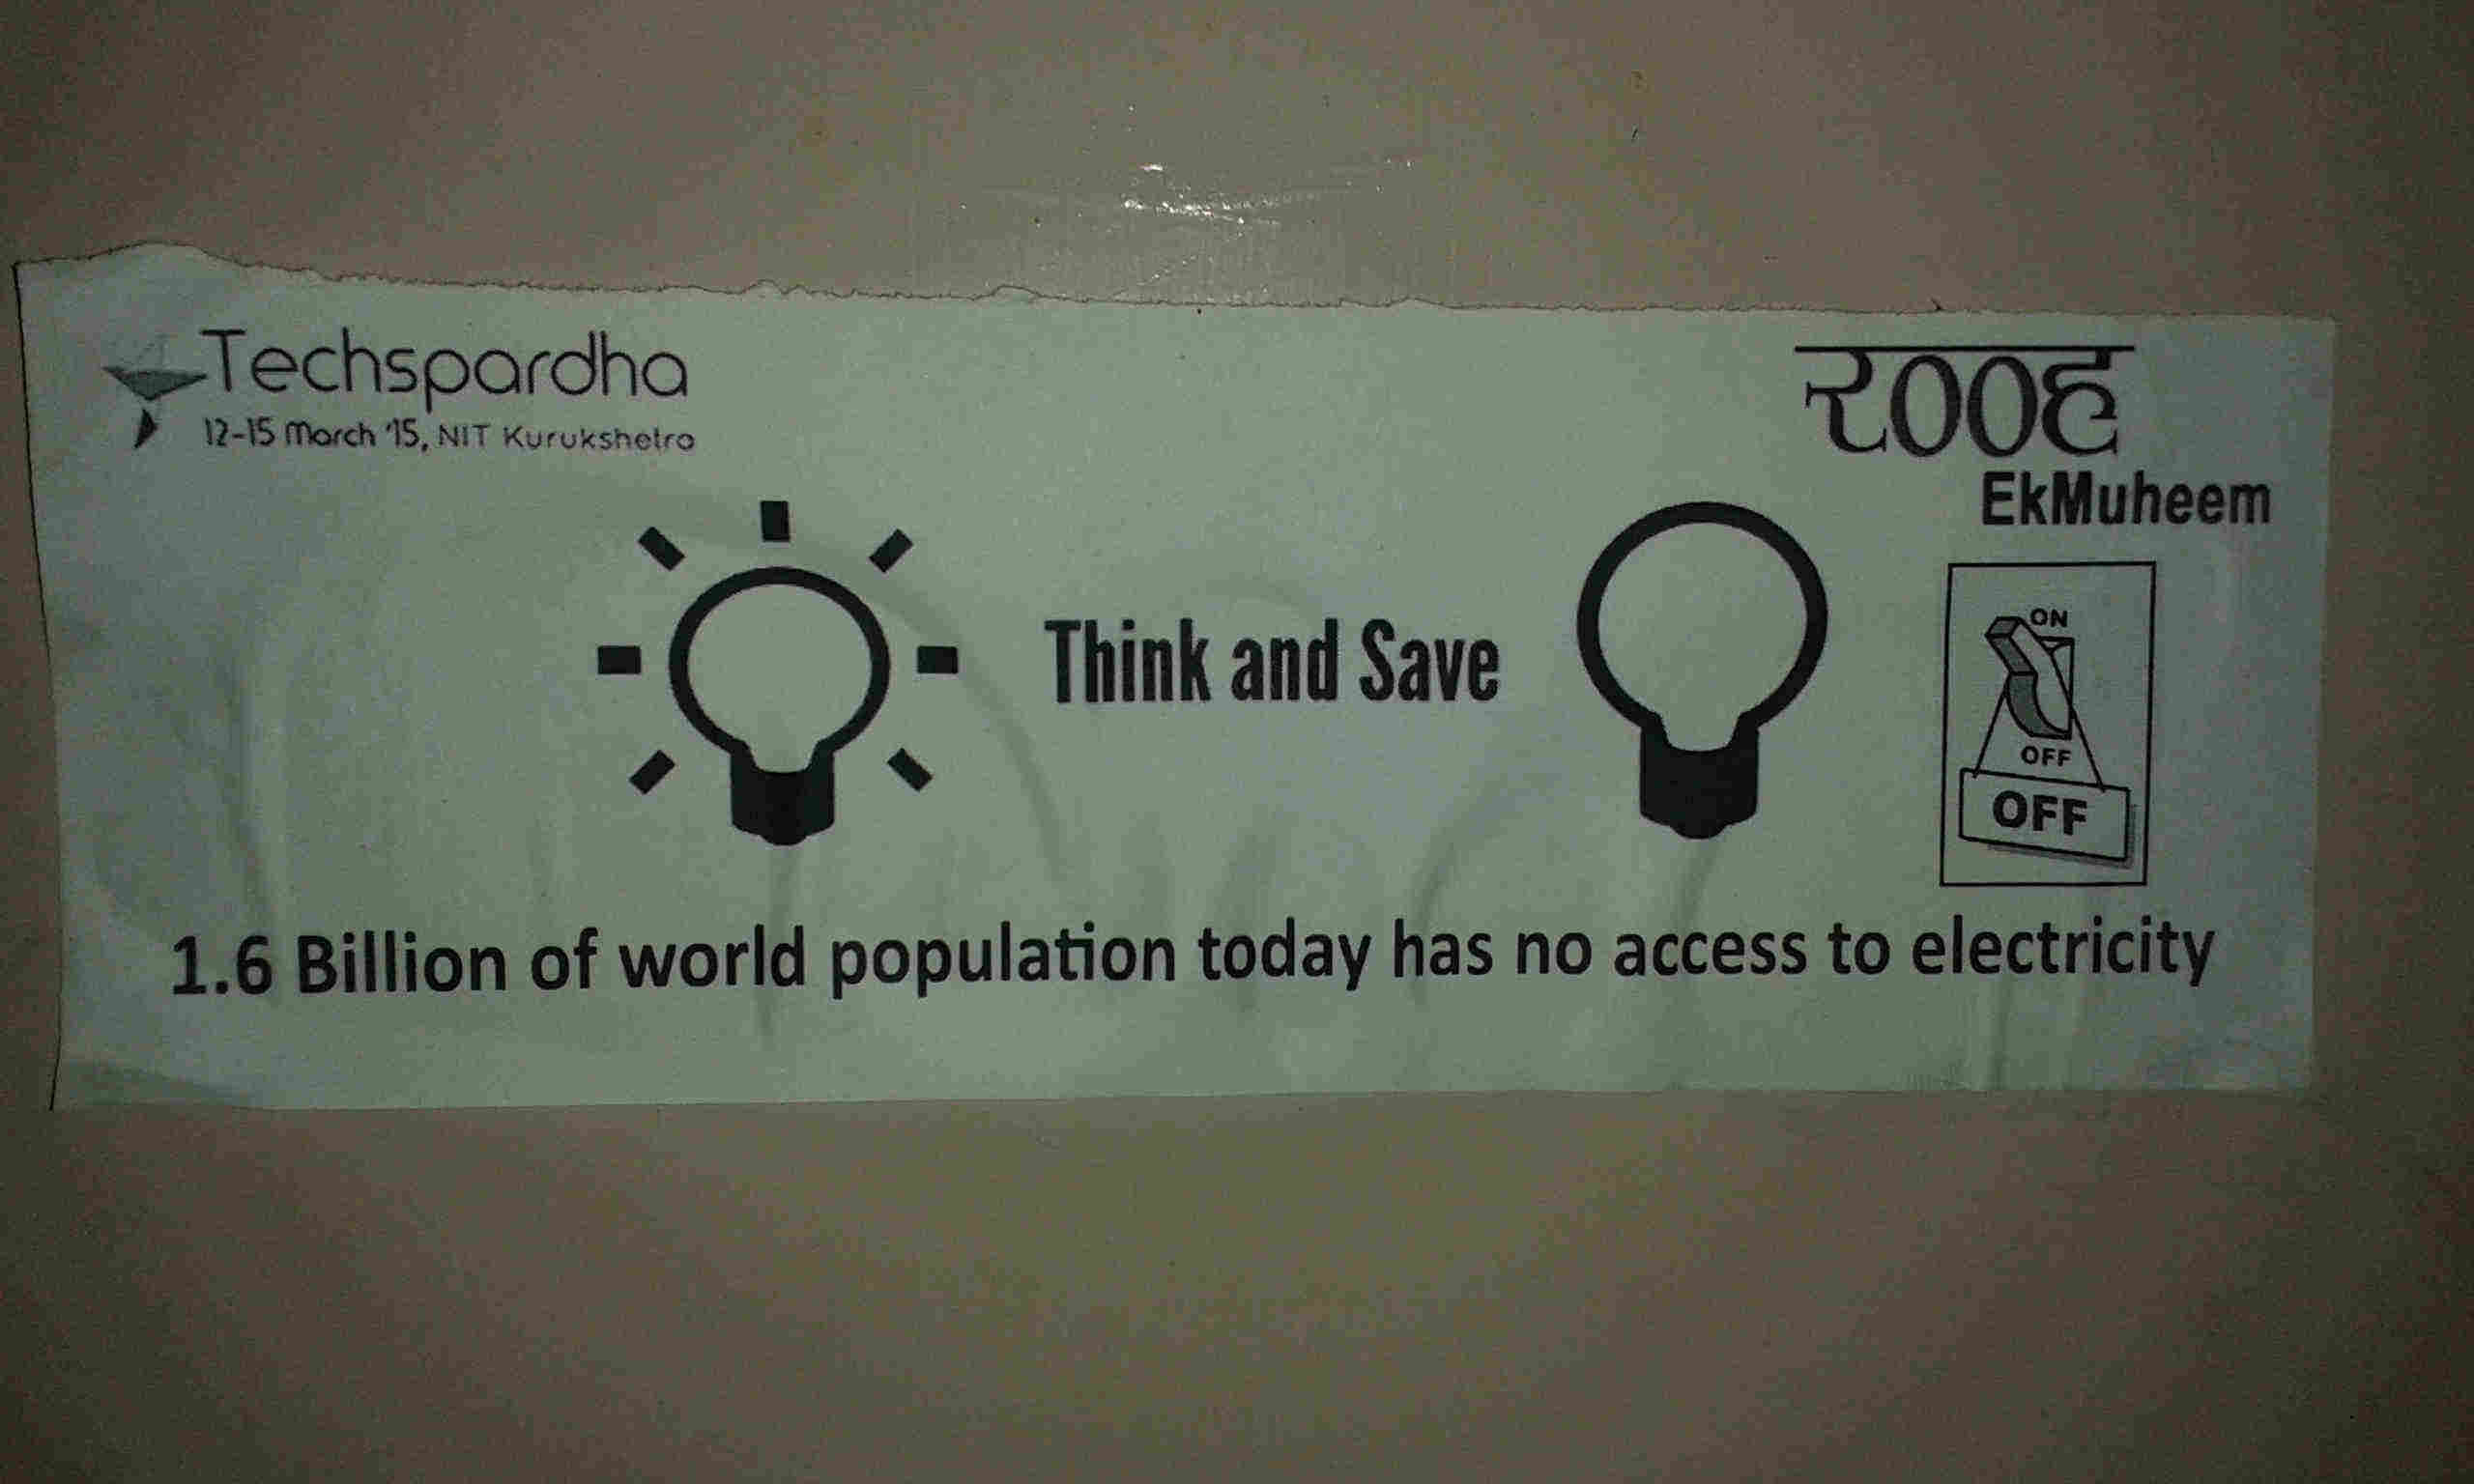 Techspardha
12-15 March '15, NIT Kurukshetra
रooह
EkMuheem
Think and Save
ON
OFF
OFF
1.6 Billion of world population today has no access to electricity